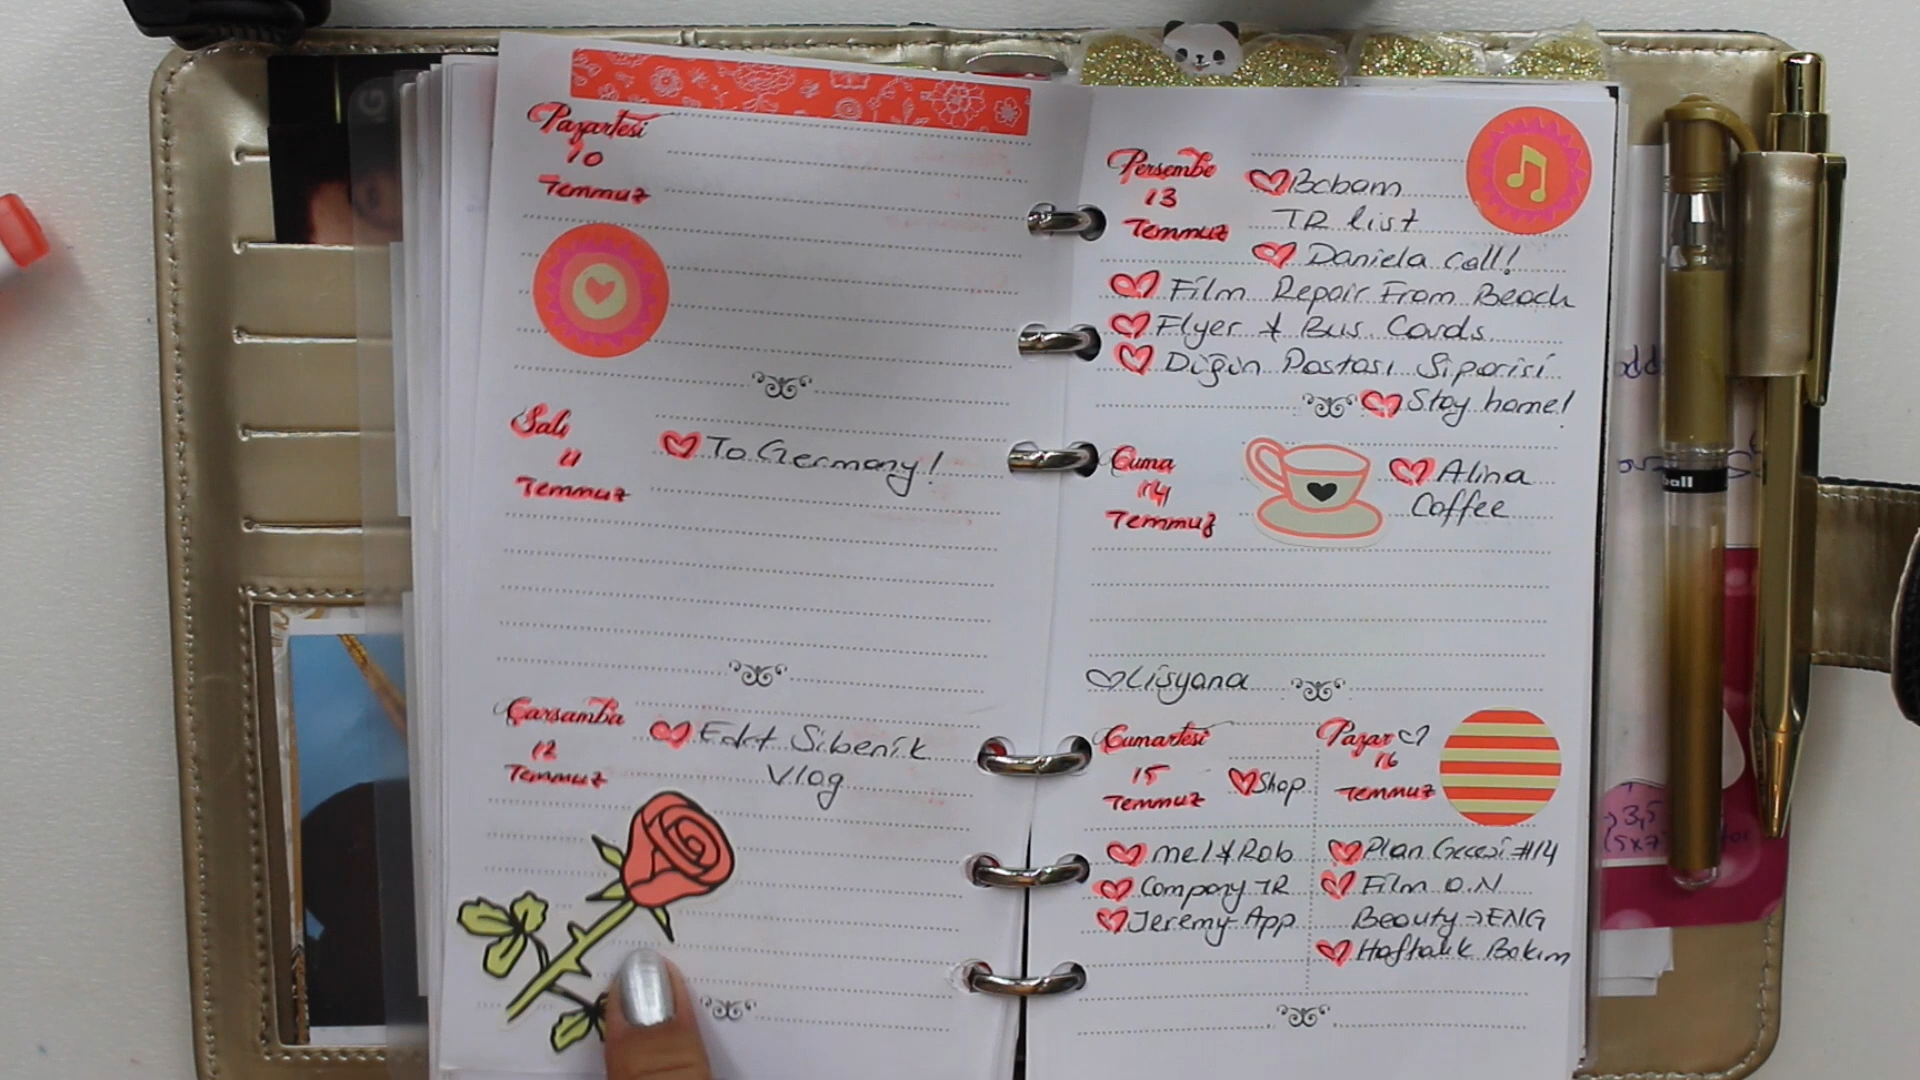 Pazartesi
10
Temmuz
Salı
11
Temmuz
To Germany!
Çarşamba
12
Temmuz
Edit Sibenik
Vlog
Perşembe
13
Temmuz
Babam
TR list
Daniela call!
Film Repair From Beach
Flyer & Bus. Cards
Düğün Pastası Siparişi
Stay home!
Cuma
14
Temmuz
Alina
Coffee
Lisyana
Cumartesi
15
Temmuz
Shop
Mel & Rob
Company TR
Jeremy App
Pazar
16
Temmuz
Plan Gecesi #14
Film O.N
Beauty → ENG
Haftalık Bakım
ball